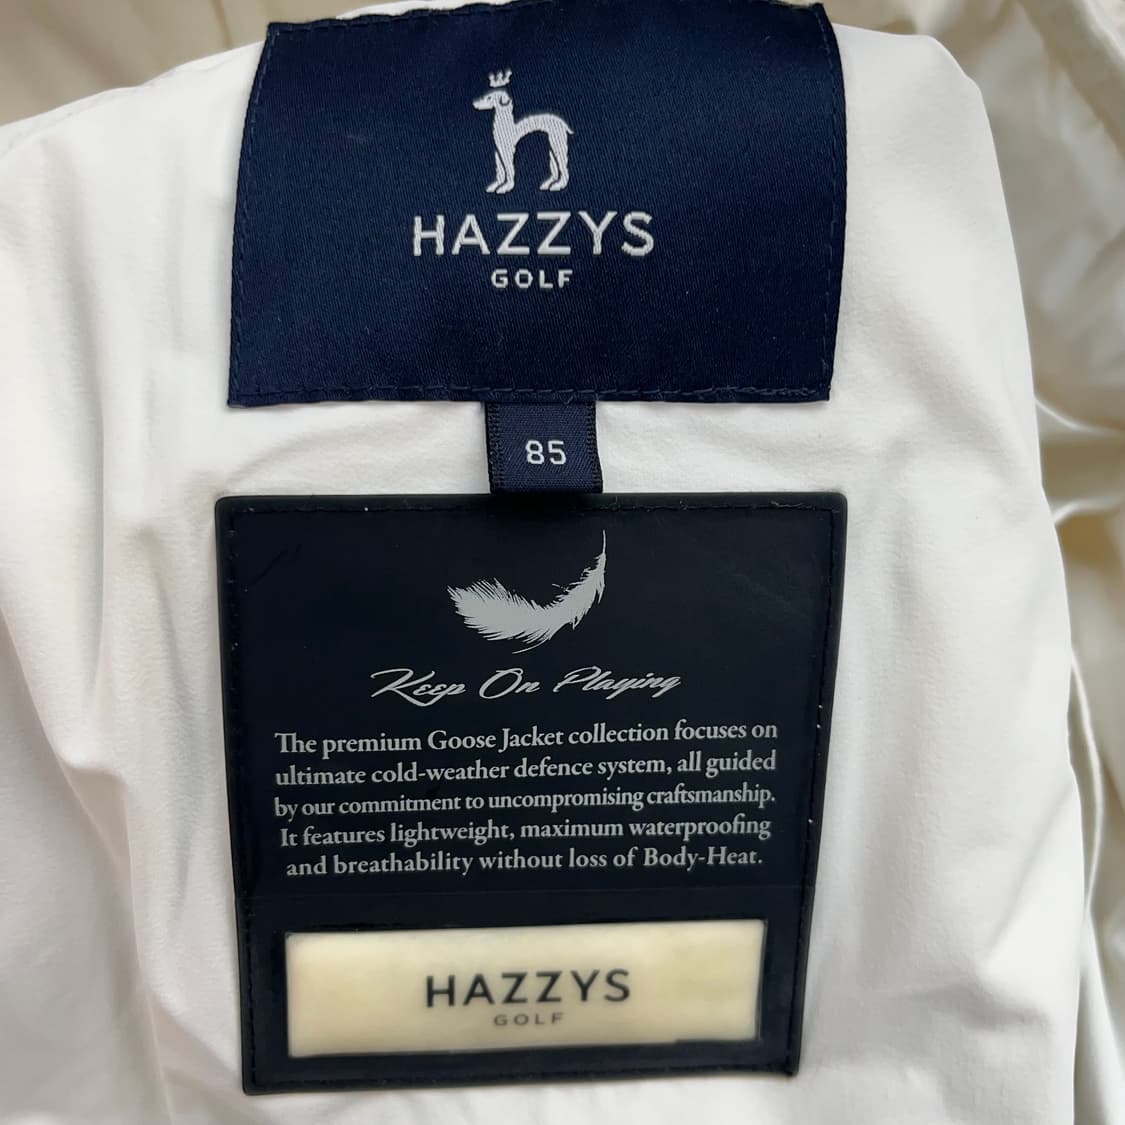 HAZZYS
GOLF
85
Keep On Playing
The premium Goose Jacket collection focuses on
ultimate cold-weather defence system, all guided
by our commitment to uncompromising craftsmanship.
It features lightweight, maximum waterproofing
and breathability without loss of Body-Heat.
HAZZYS
GOLF